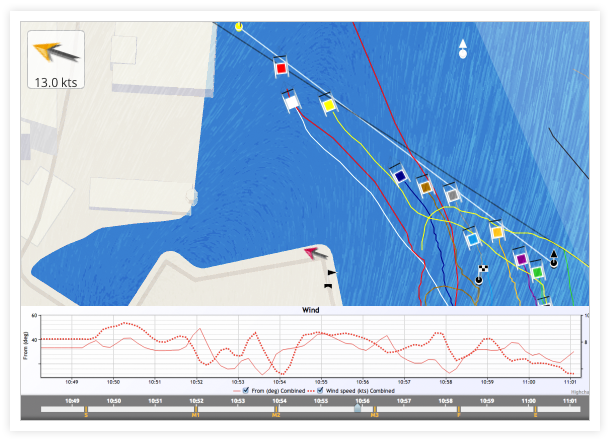 13.0 kts
Wind
60
40
From (deg)
10
8
10:49 10:50 10:51 10:52 10:53 10:54 10:55 10:56 10:57 10:58 10:59 11:00 11:01
From (deg) Combined Wind speed (kts) Combined
Highcha
10:49 10:50 10:51 10:52 10:53 10:54 10:55 10:56 10:57 10:58 10:59 11:00 11:01
S M1 M2 M3 F E